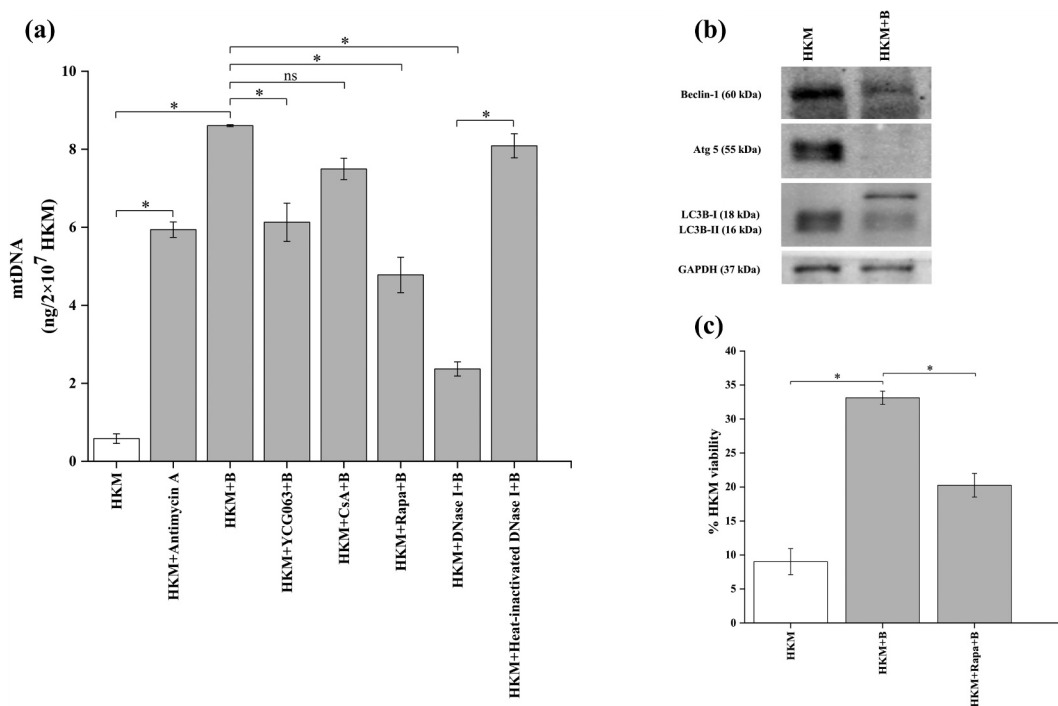 (a)
mtDNA
(ng/2×10⁷ HKM)
10
8
6
4
2
0
*
*
ns
*
*
*
*
HKM
HKM+Antimycin A
HKM+B
HKM+YCG063+B
HKM+CsA+B
HKM+Rapa+B
HKM+DNase I+B
HKM+Heat-inactivated DNase I+B
(b)
HKM
HKM+B
Beclin-1 (60 kDa)
Atg 5 (55 kDa)
LC3B-I (18 kDa)
LC3B-II (16 kDa)
GAPDH (37 kDa)
(c)
% HKM viability
40
35
30
25
20
15
10
5
0
*
*
HKM
HKM+B
HKM+Rapa+B